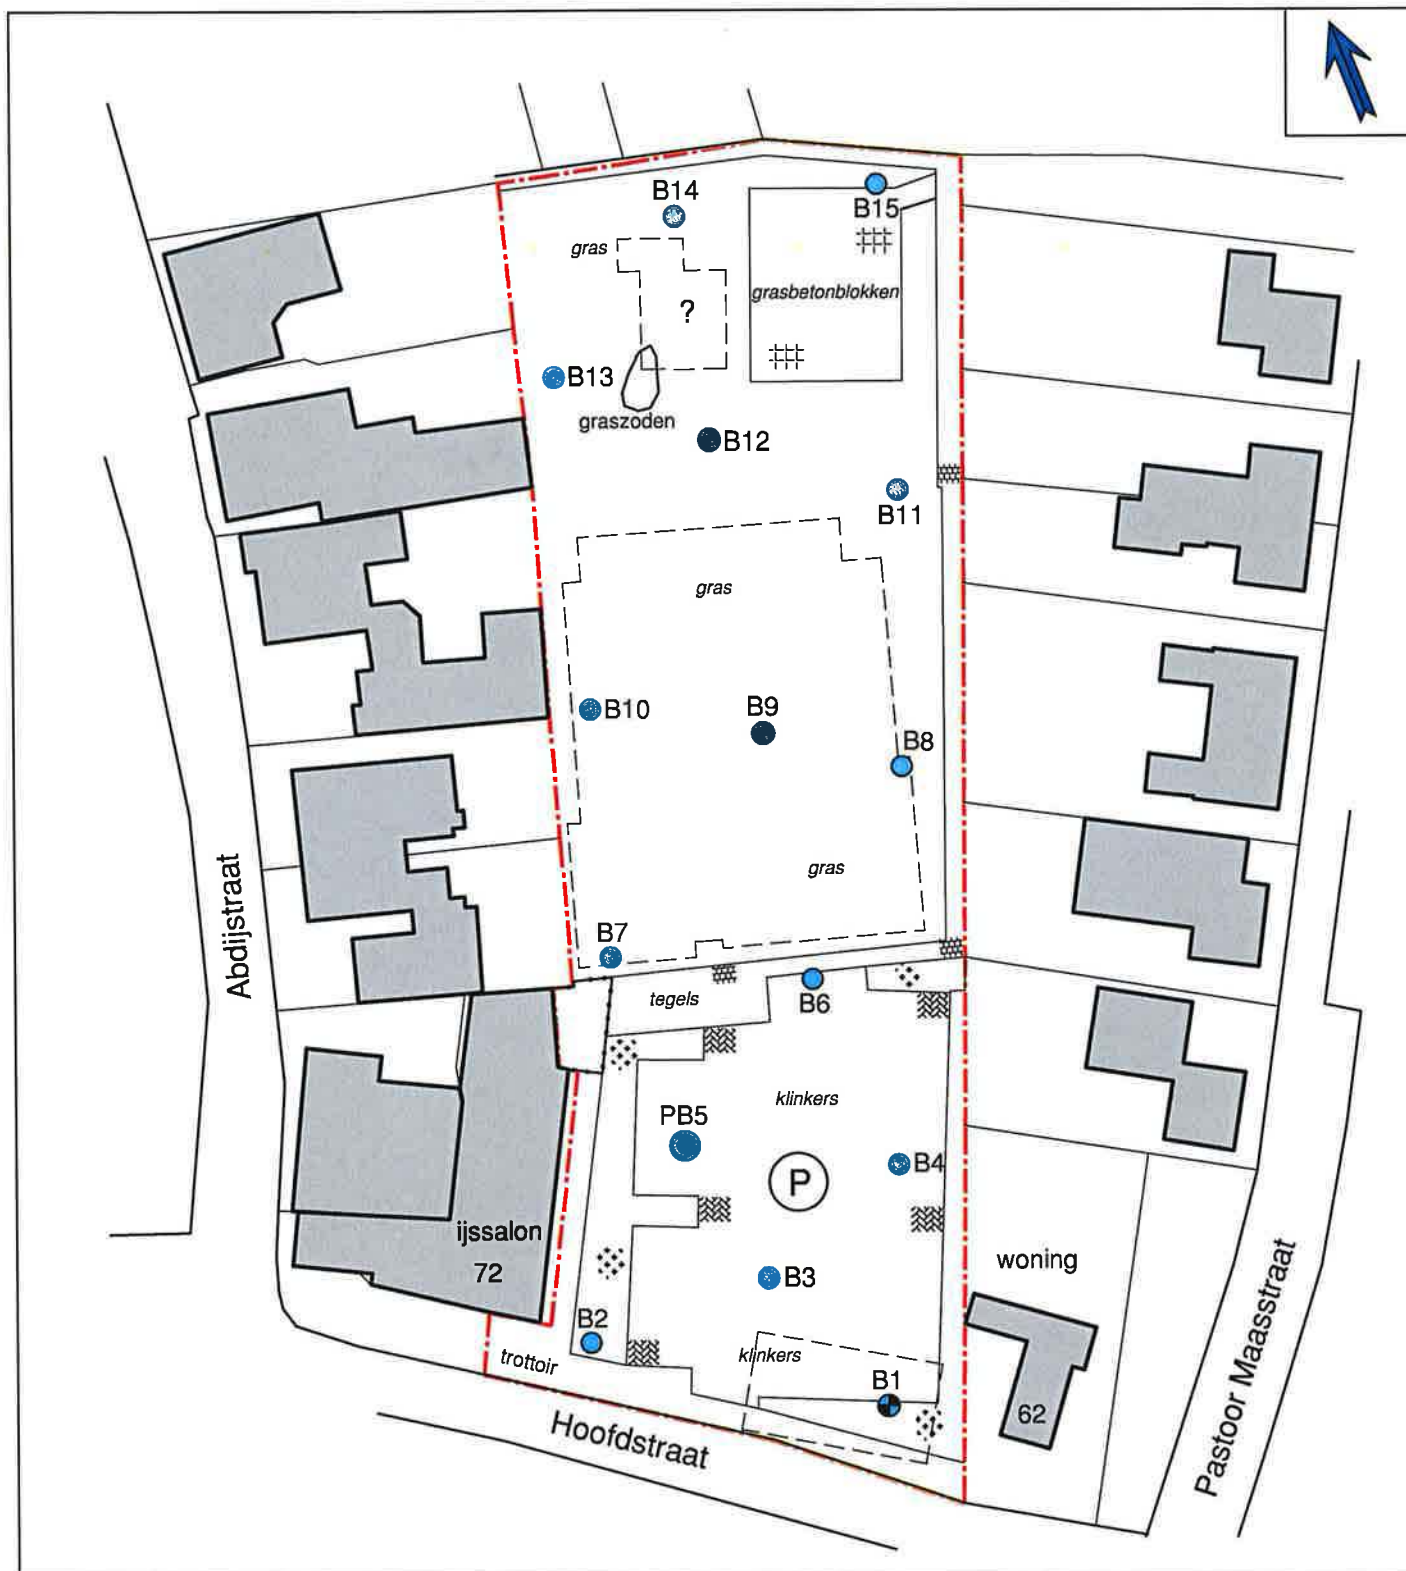 B14
B15
gras
grasbetonblokken
?
B13
graszoden
B12
B11
gras
B10
B9
B8
gras
Abdijstraat
B7
tegels
B6
klinkers
PB5
B4
P
ijssalon
72
woning
B3
B2
klinkers
trottoir
B1
62
Hoofdstraat
Pastoor Maasstraat